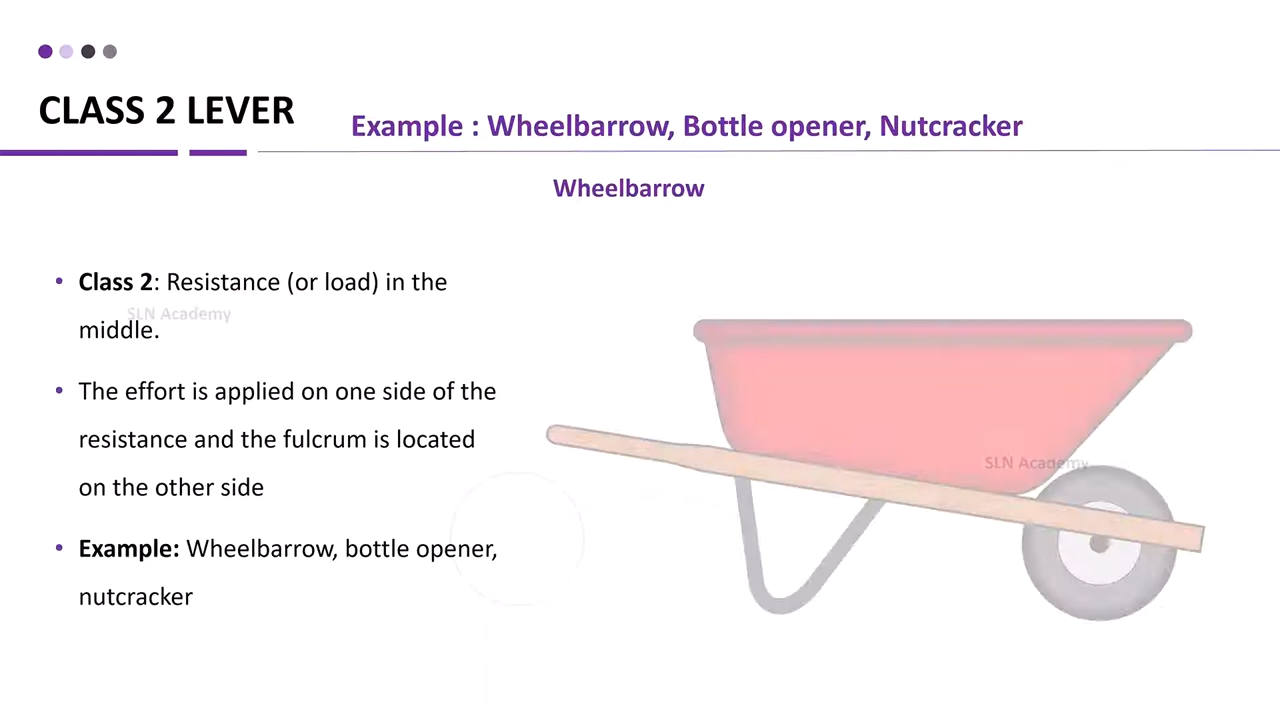 CLASS 2 LEVER
Example : Wheelbarrow, Bottle opener, Nutcracker
Wheelbarrow
• Class 2: Resistance (or load) in the
SLN Academy
middle.
• The effort is applied on one side of the
resistance and the fulcrum is located
SLN Academy
on the other side
• Example: Wheelbarrow, bottle opener,
nutcracker